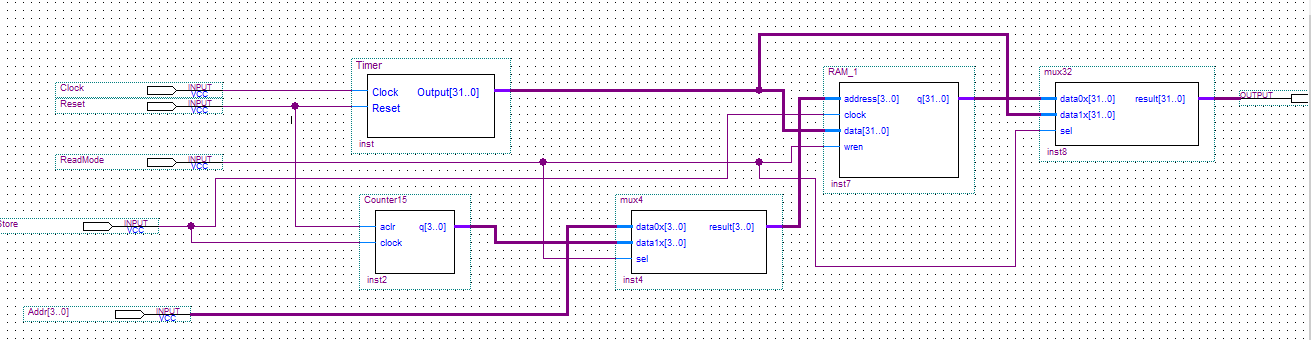 Timer
RAM_1
mux32
Clock
INPUT
VCC
Clock
Output[31..0]
Reset
INPUT
VCC
Reset
inst
address[3..0]
q[31..0]
clock
data[31..0]
wren
inst7
data0x[31..0]
result[31..0]
data1x[31..0]
sel
inst8
OUTPUT
ReadMode
INPUT
VCC
Counter15
mux4
tore
INPUT
VCC
aclr
q[3..0]
clock
inst2
data0x[3..0]
result[3..0]
data1x[3..0]
sel
inst4
Addr[3..0]
INPUT
VCC